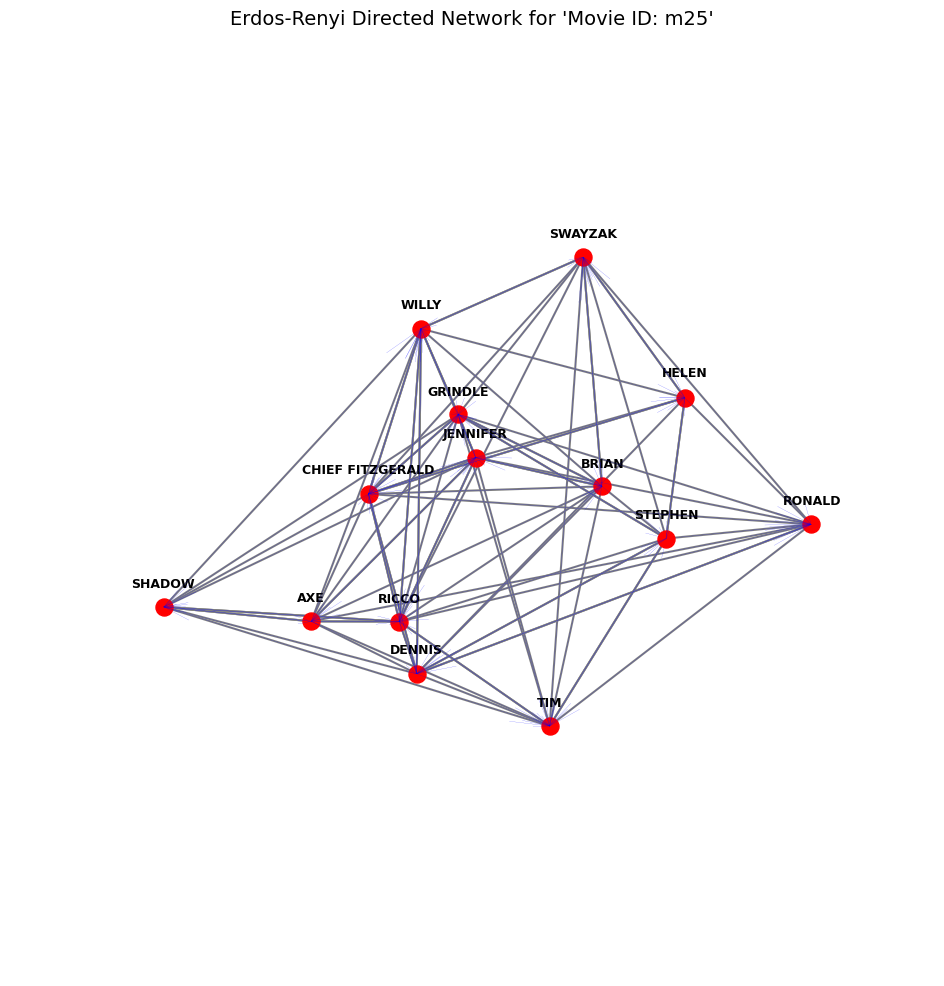 Erdos-Renyi Directed Network for 'Movie ID: m25'
SWAYZAK
WILLY
HELEN
GRINDLE
JENNIFER
BRIAN
CHIEF FITZGERALD
RONALD
STEPHEN
SHADOW
AXE
RICCO
DENNIS
TIM